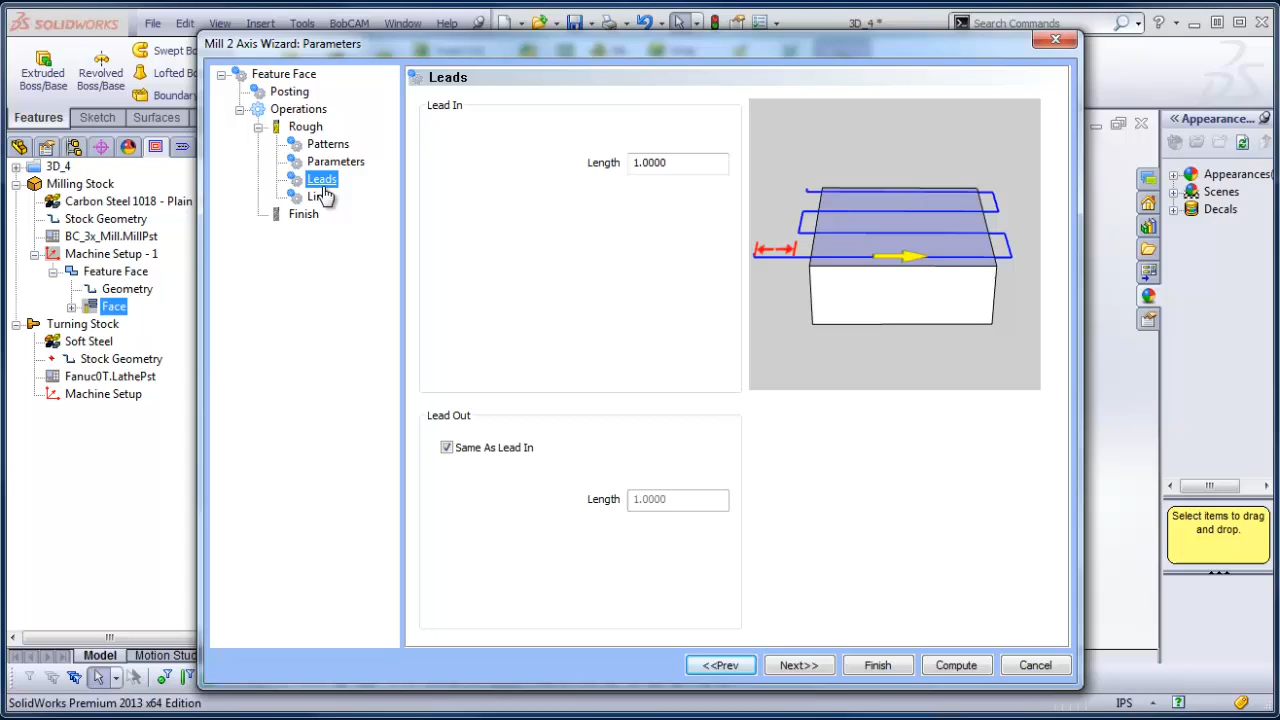 SOLIDWORKS File Edit View Insert Tools BobCAM Window Help 3D_4 * Search Commands
Mill 2 Axis Wizard: Parameters
Extruded Boss/Base
Revolved Boss/Base
Swept Bo
Lofted Bo
Boundar
Features Sketch Surfaces
3D_4
Milling Stock
Carbon Steel 1018 - Plain
Stock Geometry
BC_3x_Mill.MillPst
Machine Setup - 1
Feature Face
Geometry
Face
Turning Stock
Soft Steel
Stock Geometry
Fanuc0T.LathePst
Machine Setup
Feature Face
Posting
Operations
Rough
Patterns
Parameters
Leads
Li
Finish
Leads
Lead In
Length 1.0000
Lead Out
Same As Lead In
Length 1.0000
<<Prev Next>> Finish Compute Cancel
Appearance...
Appearances
Scenes
Decals
Select items to drag
and drop.
Model Motion Stu
SolidWorks Premium 2013 x64 Edition IPS